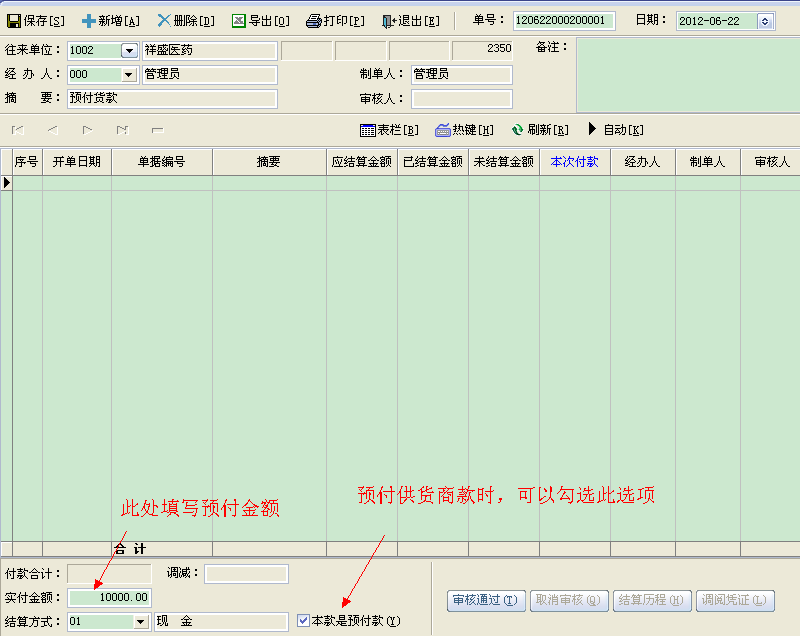 保存[S] 新增[A] 删除[D] 导出[O] 打印[P] 退出[E] 单号： 120622000200001 日期： 2012-06-22
往来单位： 1002 祥盛医药 2350 备注：
经 办 人： 000 管理员 制单人： 管理员
摘 要： 预付货款 审核人：
表栏[B] 热键[H] 刷新[R] 自动[K]
序号 开单日期 单据编号 摘要 应结算金额 已结算金额 未结算金额 本次付款 经办人 制单人 审核人
预付供货商款时，可以勾选此选项
此处填写预付金额
合 计
付款合计： 调减：
实付金额： 10000.00 审核通过(T) 取消审核(Q) 结算历程(H) 调阅凭证(L)
结算方式： 01 现 金 本款是预付款(Y)